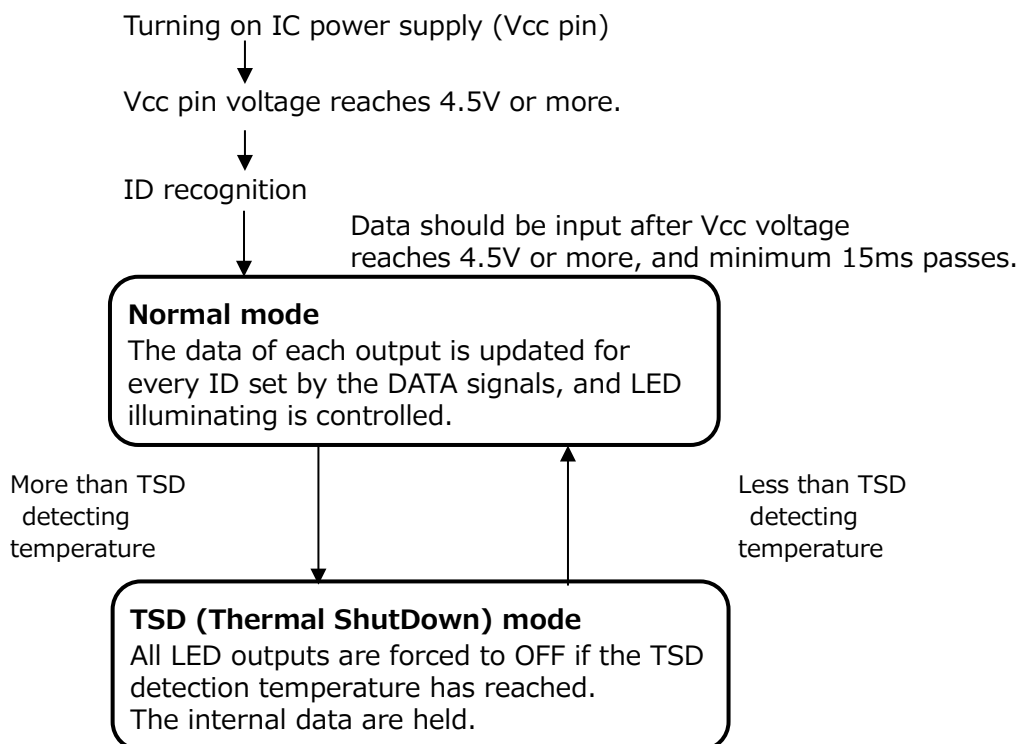 Turning on IC power supply (Vcc pin)
Vcc pin voltage reaches 4.5V or more.
ID recognition
Data should be input after Vcc voltage
reaches 4.5V or more, and minimum 15ms passes.
Normal mode
The data of each output is updated for
every ID set by the DATA signals, and LED
illuminating is controlled.
More than TSD
detecting
temperature
Less than TSD
detecting
temperature
TSD (Thermal ShutDown) mode
All LED outputs are forced to OFF if the TSD
detection temperature has reached.
The internal data are held.